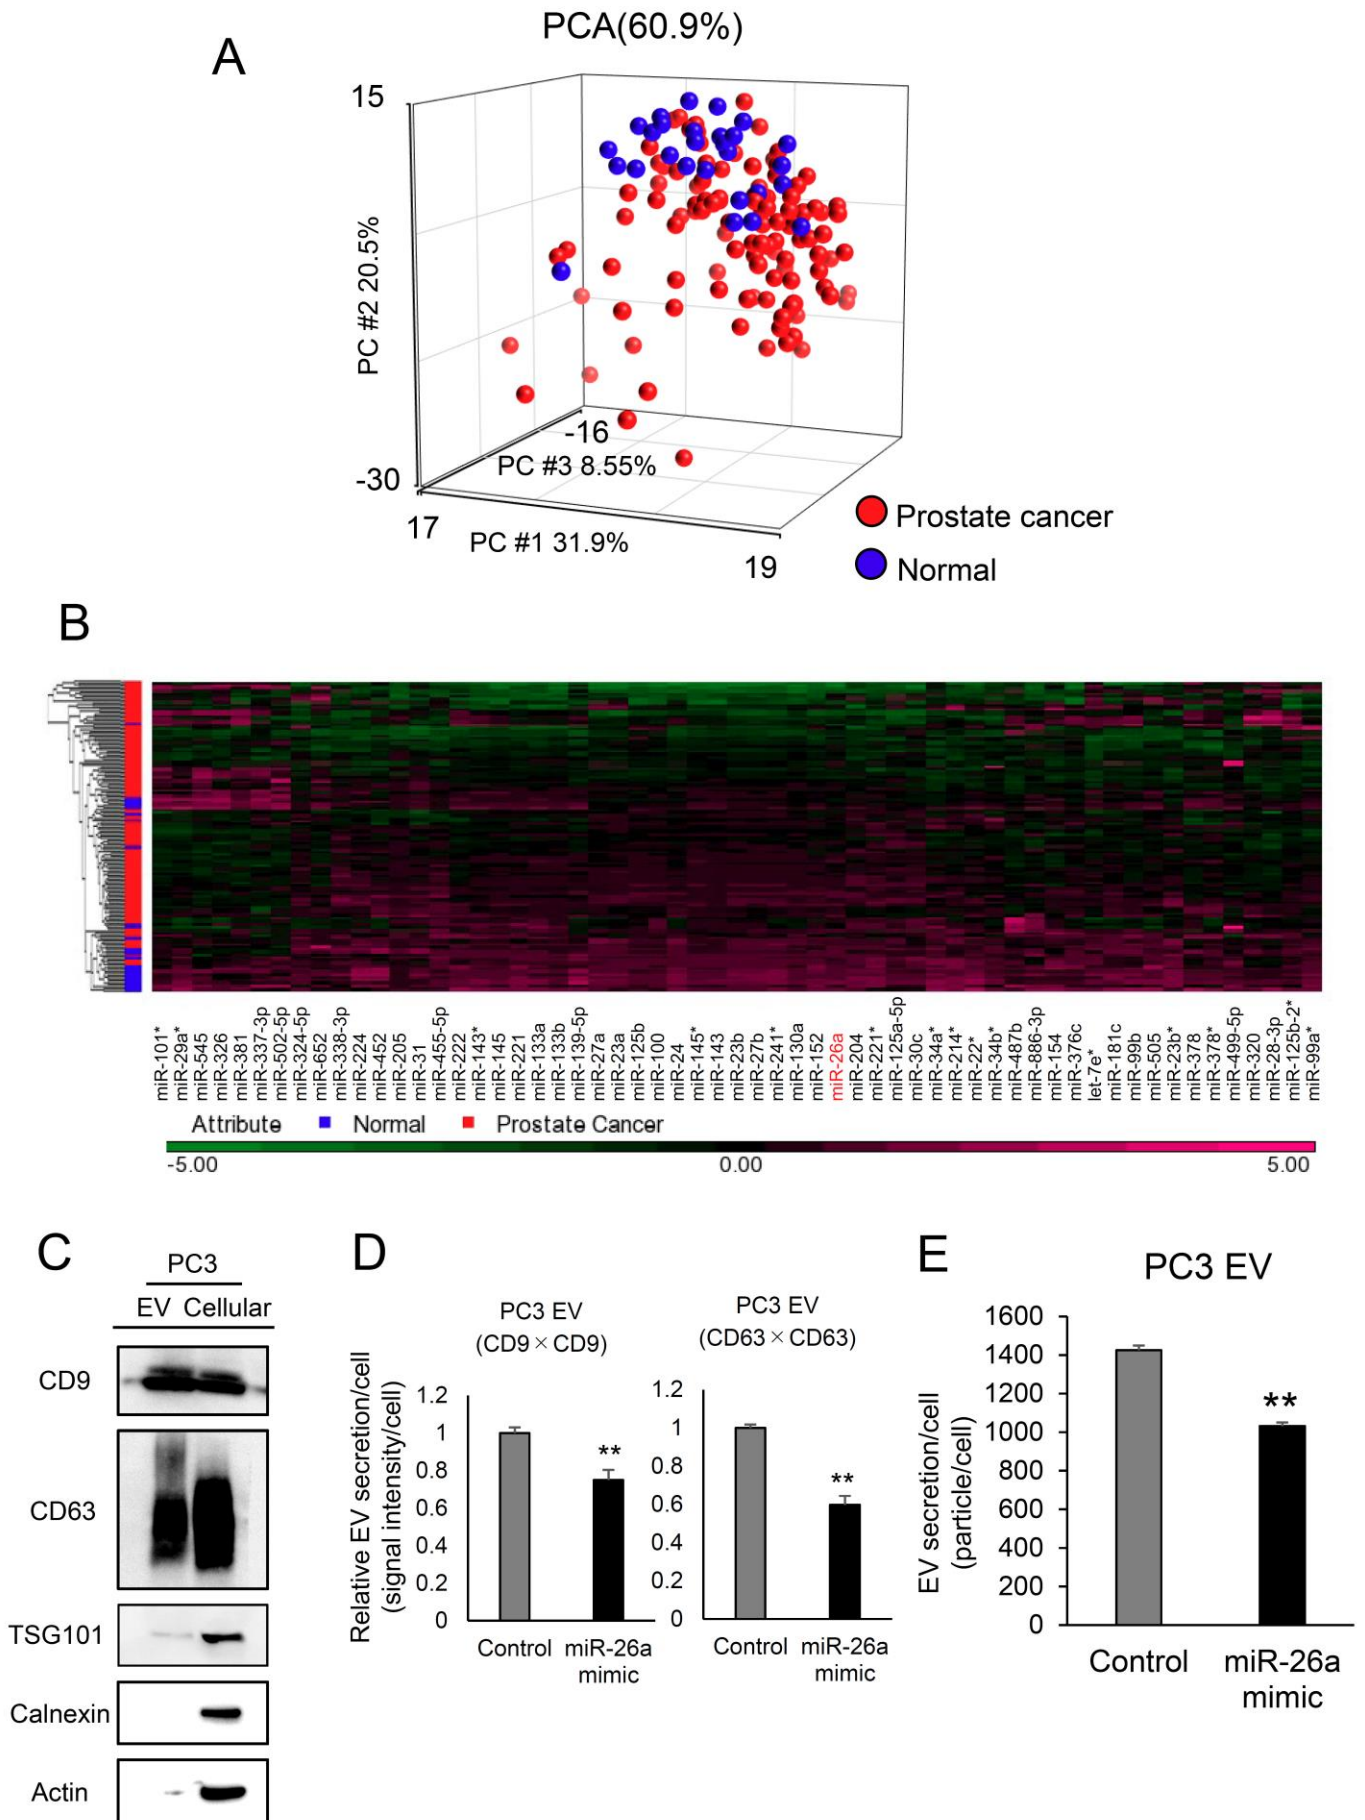 A
PCA(60.9%)
15
PC #2 20.5%
-30
-16
PC #3 8.55%
17
PC #1 31.9%
19
Prostate cancer
Normal
B
miR-101*
miR-29a*
miR-545
miR-326
miR-381
miR-337-3p
miR-502-5p
miR-324-5p
miR-652
miR-338-3p
miR-224
miR-452
miR-205
miR-31
miR-455-5p
miR-222
miR-143*
miR-145
miR-221
miR-133a
miR-133b
miR-139-5p
miR-27a
miR-23a
miR-125b
miR-100
miR-24
miR-145*
miR-143
miR-23b
miR-27b
miR-241*
miR-130a
miR-152
miR-26a
miR-204
miR-221*
miR-125a-5p
miR-30c
miR-34a*
miR-214*
miR-22*
miR-34b*
miR-487b
miR-886-3p
miR-154
miR-376c
let-7e*
miR-181c
miR-99b
miR-505
miR-23b*
miR-378
miR-378*
miR-499-5p
miR-320
miR-28-3p
miR-125b-2*
miR-99a*
Attribute Normal Prostate Cancer
-5.00 0.00 5.00
C
PC3
EV Cellular
CD9
CD63
TSG101
Calnexin
Actin
D
Relative EV secretion/cell
(signal intensity/cell)
PC3 EV
(CD9×CD9)
1.2
1
0.8
0.6
0.4
0.2
0
**
Control miR-26a
mimic
PC3 EV
(CD63×CD63)
1.2
1
0.8
0.6
0.4
0.2
0
**
Control miR-26a
mimic
E
PC3 EV
EV secretion/cell
(particle/cell)
1600
1400
1200
1000
800
600
400
200
0
**
Control miR-26a
mimic